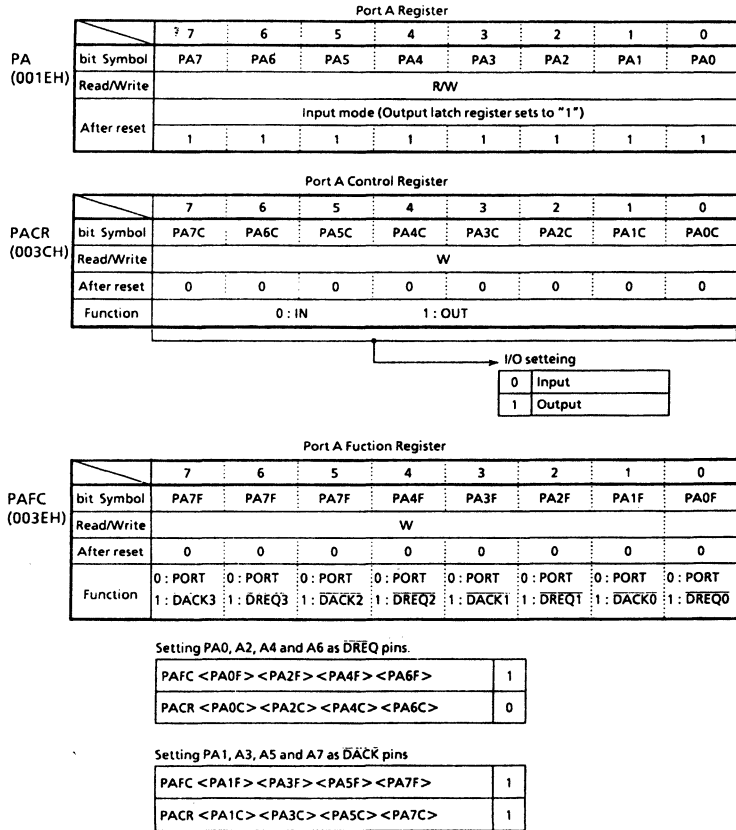 Port A Register
7 6 5 4 3 2 1 0
PA (001EH)
bit Symbol PA7 PA6 PA5 PA4 PA3 PA2 PA1 PA0
Read/Write R/W
After reset Input mode (Output latch register sets to "1")
1 1 1 1 1 1 1 1
Port A Control Register
7 6 5 4 3 2 1 0
PACR (003CH)
bit Symbol PA7C PA6C PA5C PA4C PA3C PA2C PA1C PA0C
Read/Write W
After reset 0 0 0 0 0 0 0 0
Function 0 : IN 1 : OUT
I/O setteing
0 Input
1 Output
Port A Fuction Register
7 6 5 4 3 2 1 0
PAFC (003EH)
bit Symbol PA7F PA7F PA7F PA4F PA3F PA2F PA1F PA0F
Read/Write W
After reset 0 0 0 0 0 0 0 0
Function 0 : PORT 0 : PORT 0 : PORT 0 : PORT 0 : PORT 0 : PORT 0 : PORT 0 : PORT
1 : DACK3 1 : DREQ3 1 : DACK2 1 : DREQ2 1 : DACK1 1 : DREQ1 1 : DACK0 1 : DREQ0
Setting PA0, A2, A4 and A6 as DREQ pins.
PAFC <PA0F> <PA2F> <PA4F> <PA6F> 1
PACR <PA0C> <PA2C> <PA4C> <PA6C> 0
Setting PA1, A3, A5 and A7 as DACK pins
PAFC <PA1F> <PA3F> <PA5F> <PA7F> 1
PACR <PA1C> <PA3C> <PA5C> <PA7C> 1